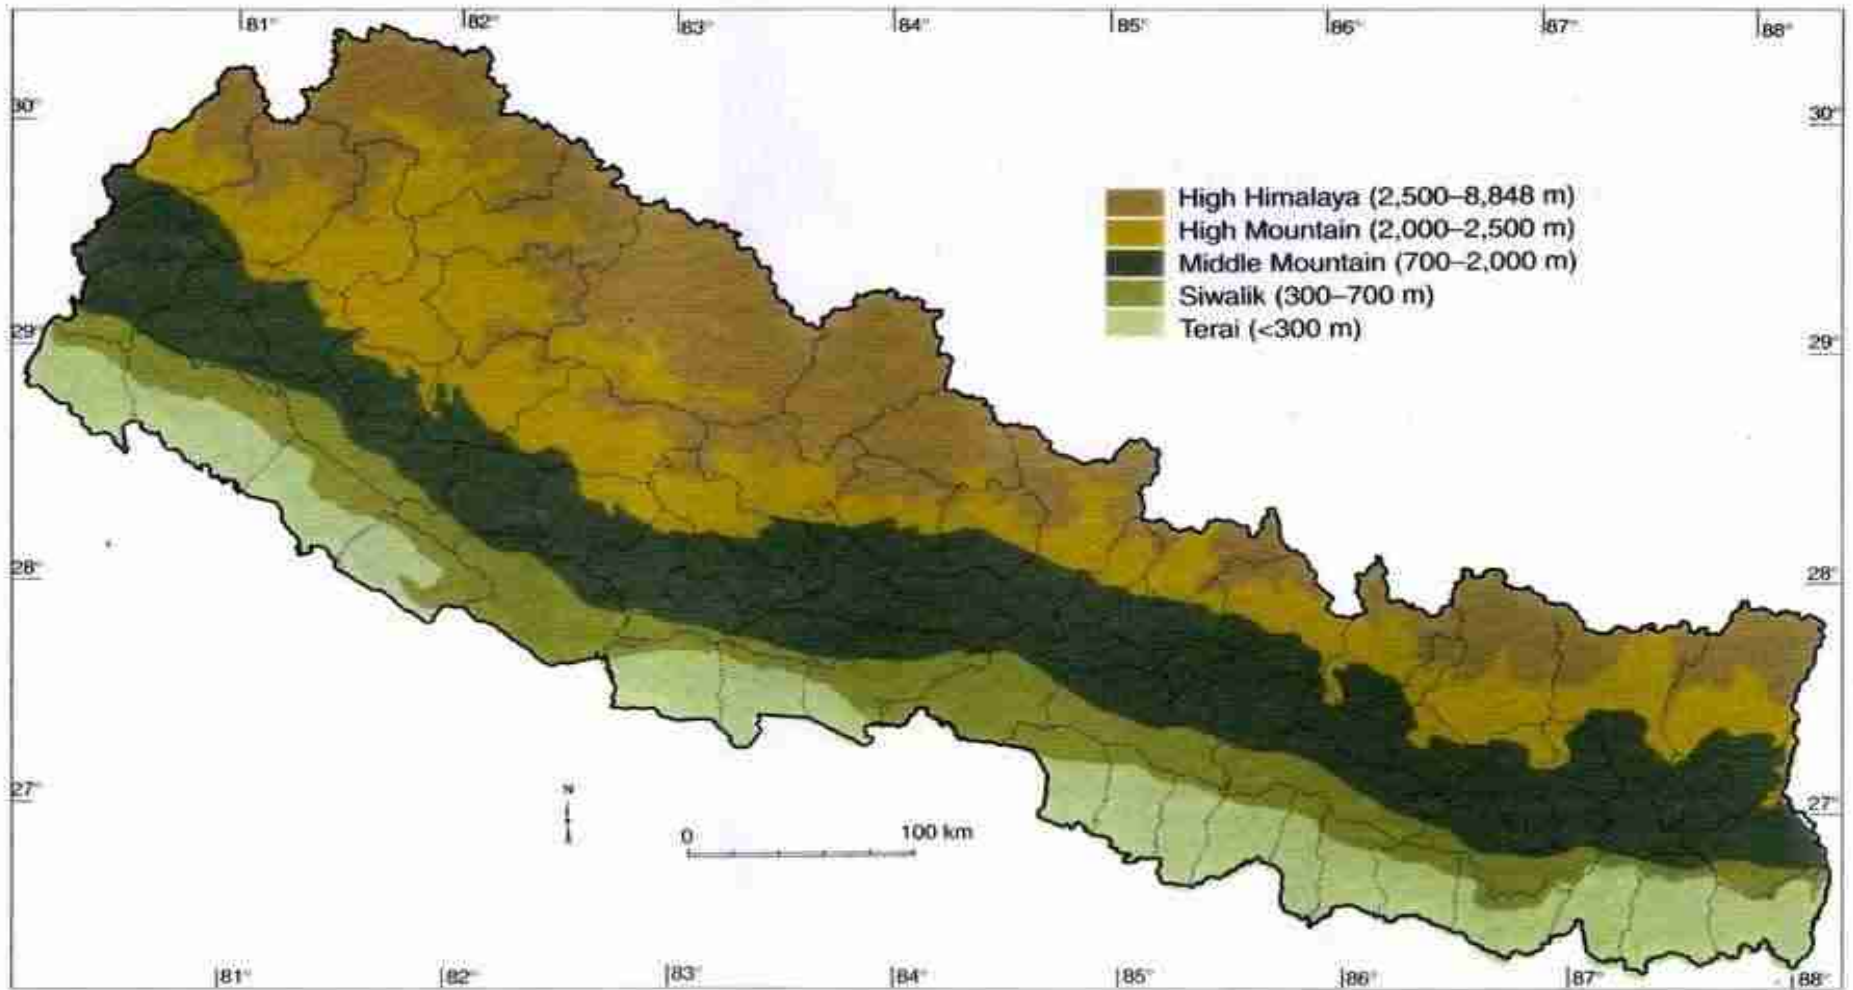 81° 82° 83° 84° 85° 86° 87° 88°
30° 30°
High Himalaya (2,500–8,848 m)
High Mountain (2,000–2,500 m)
Middle Mountain (700–2,000 m)
Siwalik (300–700 m)
Terai (<300 m)
29° 29°
28° 28°
27° 27°
N
0 100 km
81° 82° 83° 84° 85° 86° 87° 88°